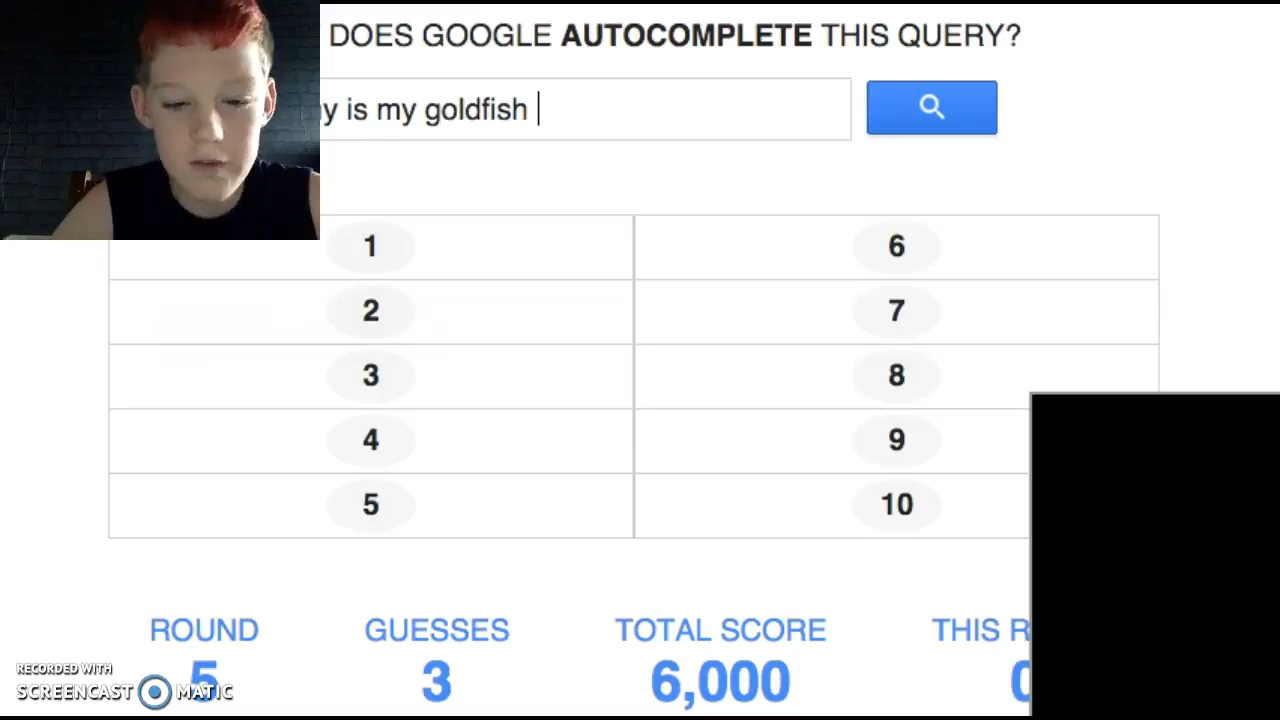 DOES GOOGLE AUTOCOMPLETE THIS QUERY?
y is my goldfish
1 6
2 7
3 8
4 9
5 10
ROUND GUESSES TOTAL SCORE THIS R
5 3 6,000 0
RECORDED WITH
SCREENCAST MATIC